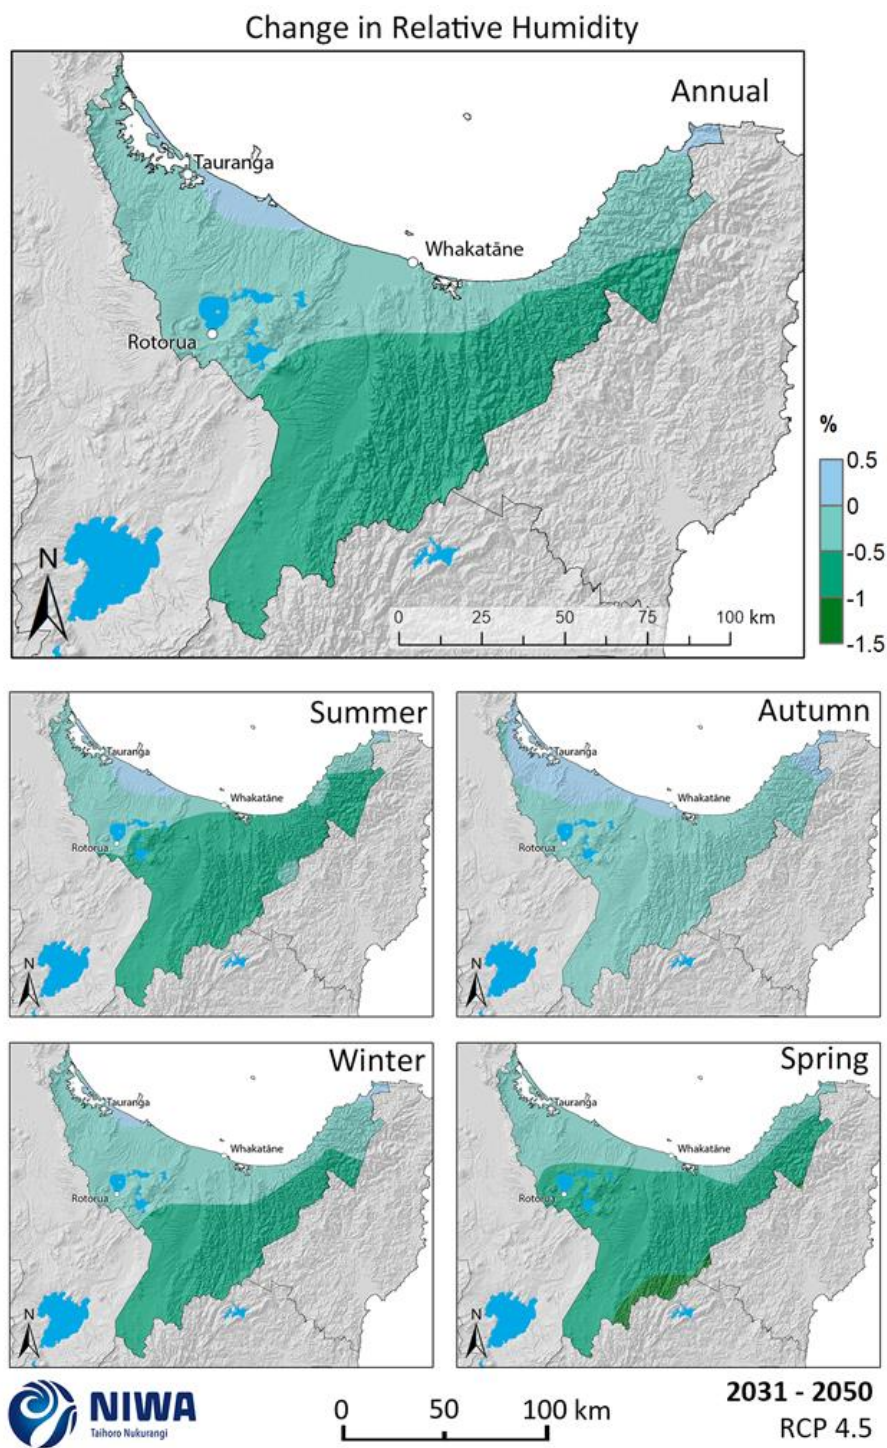 Change in Relative Humidity
Annual
Tauranga
Whakatāne
Rotorua
%
0.5
0
-0.5
-1
-1.5
N
0 25 50 75 100 km
Summer
Tauranga
Whakatāne
Rotorua
N
Autumn
Tauranga
Whakatāne
Rotorua
N
Winter
Tauranga
Whakatāne
Rotorua
N
Spring
Tauranga
Whakatāne
Rotorua
N
NIWA
Taihoro Nukurangi
0 50 100 km
2031 - 2050
RCP 4.5